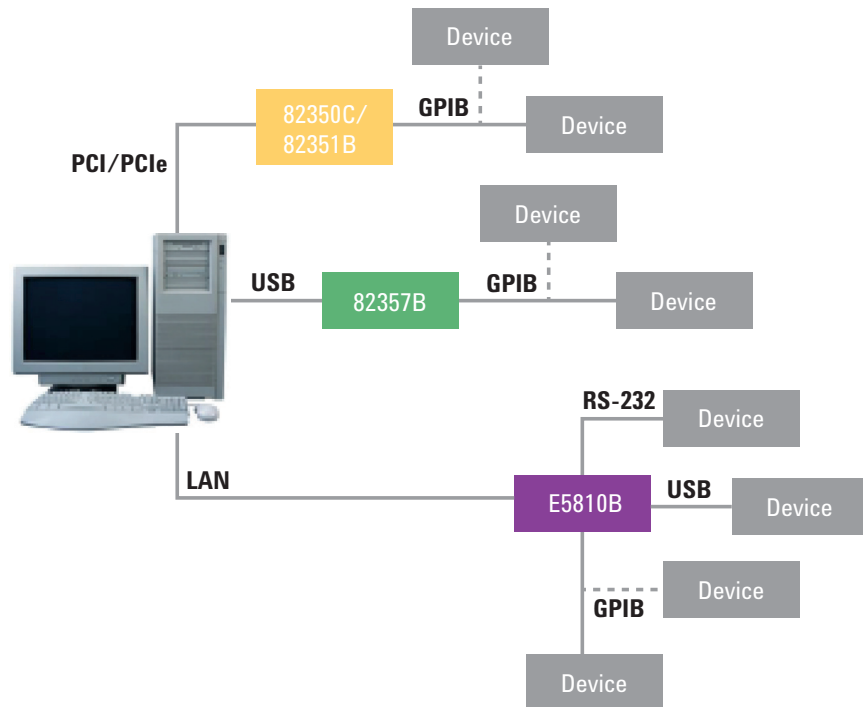 Device
82350C/
82351B
GPIB
Device
PCI/PCIe
Device
USB
82357B
GPIB
Device
RS-232
Device
LAN
E5810B
USB
Device
Device
GPIB
Device